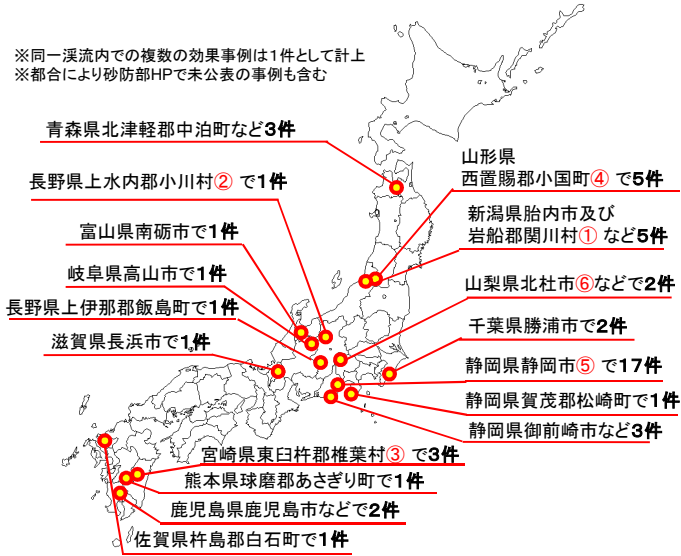 ※同一渓流内での複数の効果事例は1件として計上
※都合により砂防部HPで未公表の事例も含む
青森県北津軽郡中泊町など3件
長野県上水内郡小川村② で1件
富山県南砺市で1件
岐阜県高山市で1件
長野県上伊那郡飯島町で1件
滋賀県長浜市で1件
山形県
西置賜郡小国町④ で5件
新潟県胎内市及び
岩船郡関川村① など5件
山梨県北杜市⑥などで2件
千葉県勝浦市で2件
静岡県静岡市⑤ で17件
静岡県賀茂郡松崎町で1件
静岡県御前崎市など3件
宮崎県東臼杵郡椎葉村③ で3件
熊本県球磨郡あさぎり町で1件
鹿児島県鹿児島市などで2件
佐賀県杵島郡白石町で1件